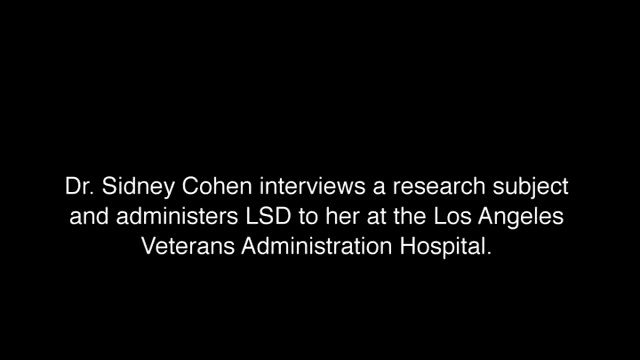 Dr. Sidney Cohen interviews a research subject
and administers LSD to her at the Los Angeles
Veterans Administration Hospital.